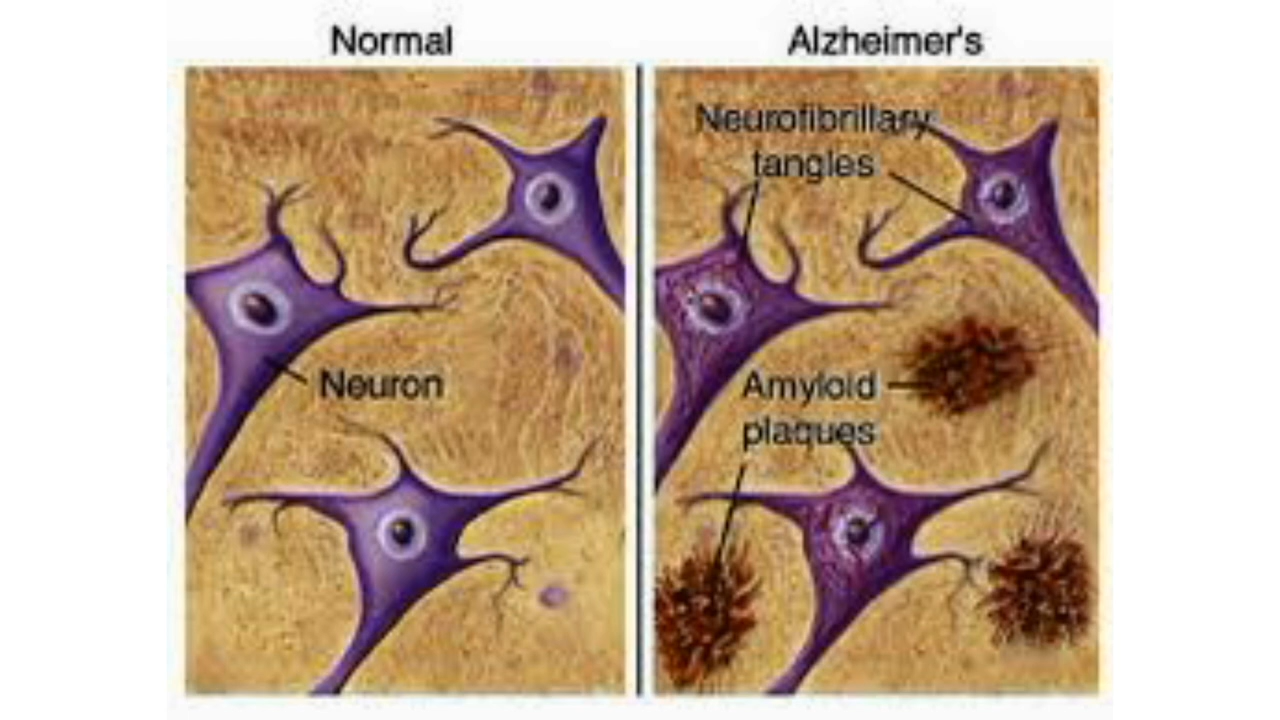 Normal
Neuron
Alzheimer's
Neurofibrillary
tangles
Amyloid
plaques